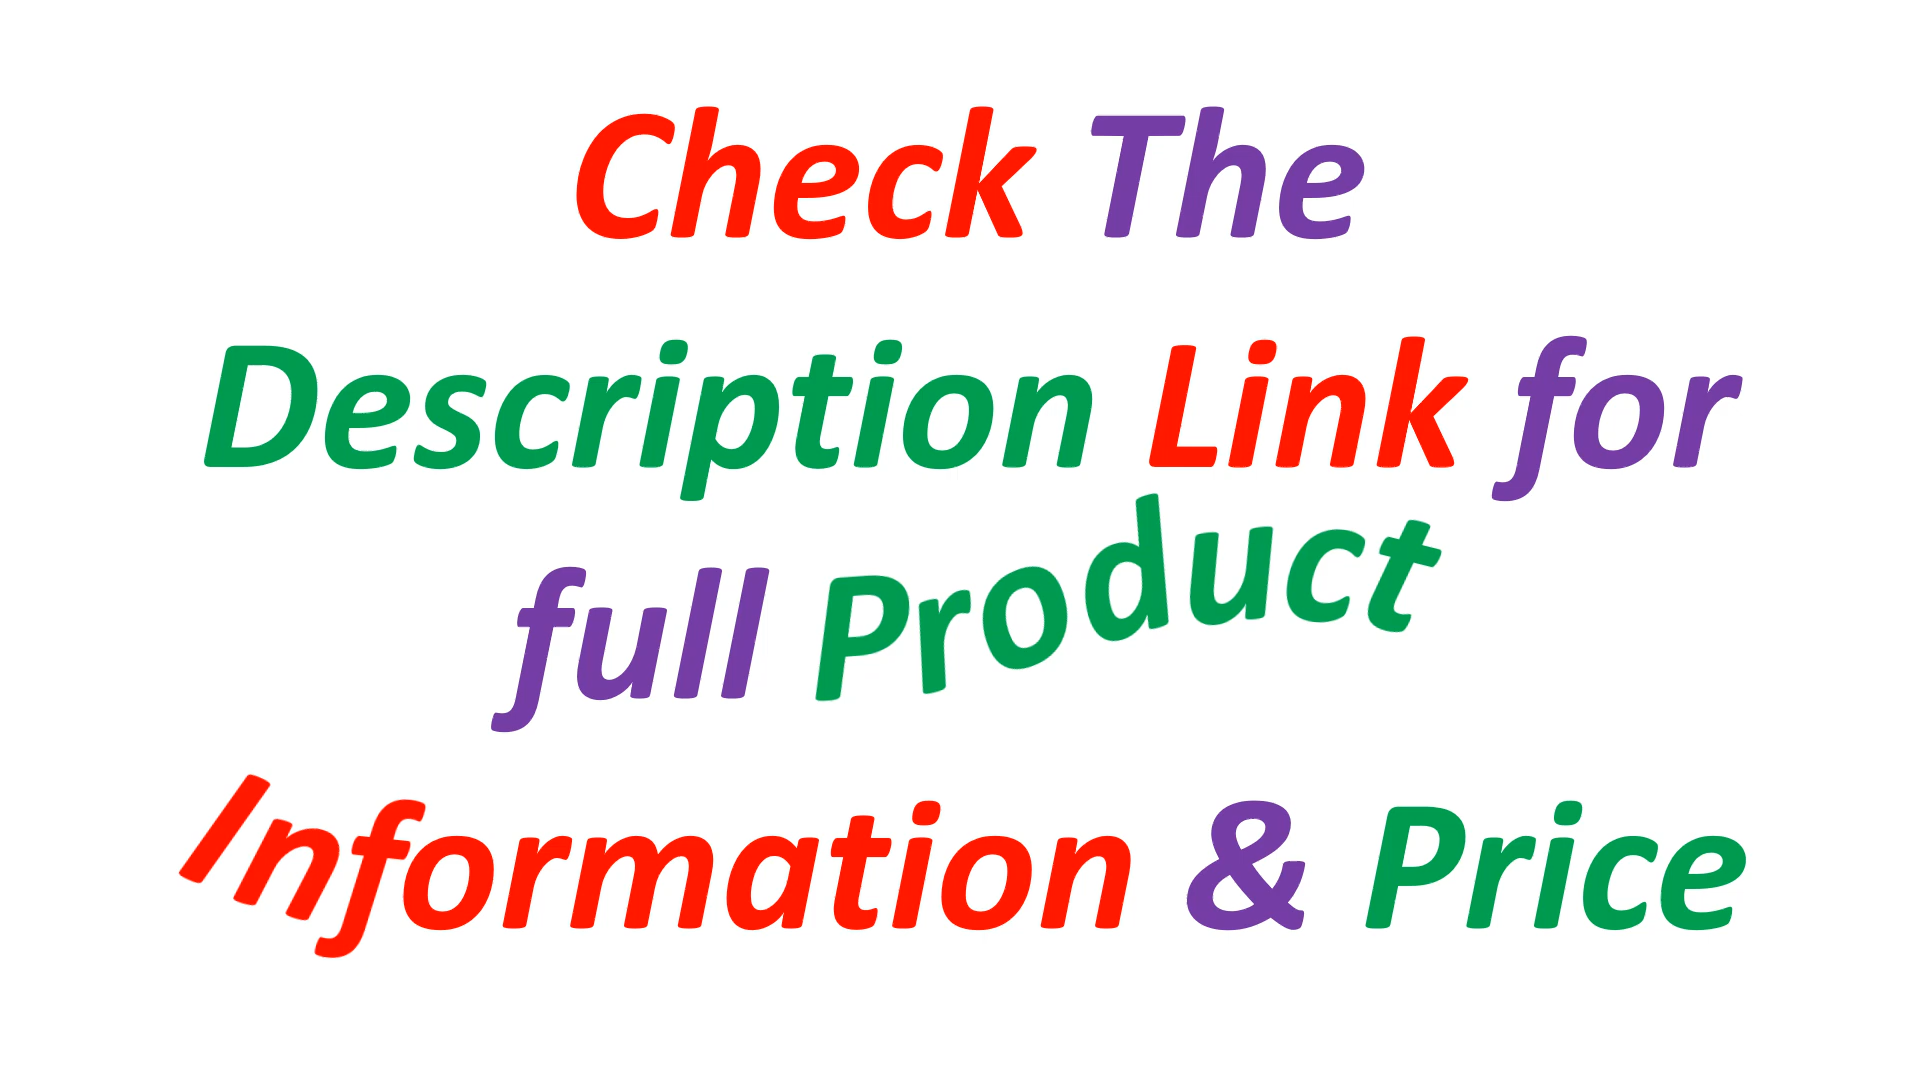 Check The
Description Link for
full Product
Information & Price